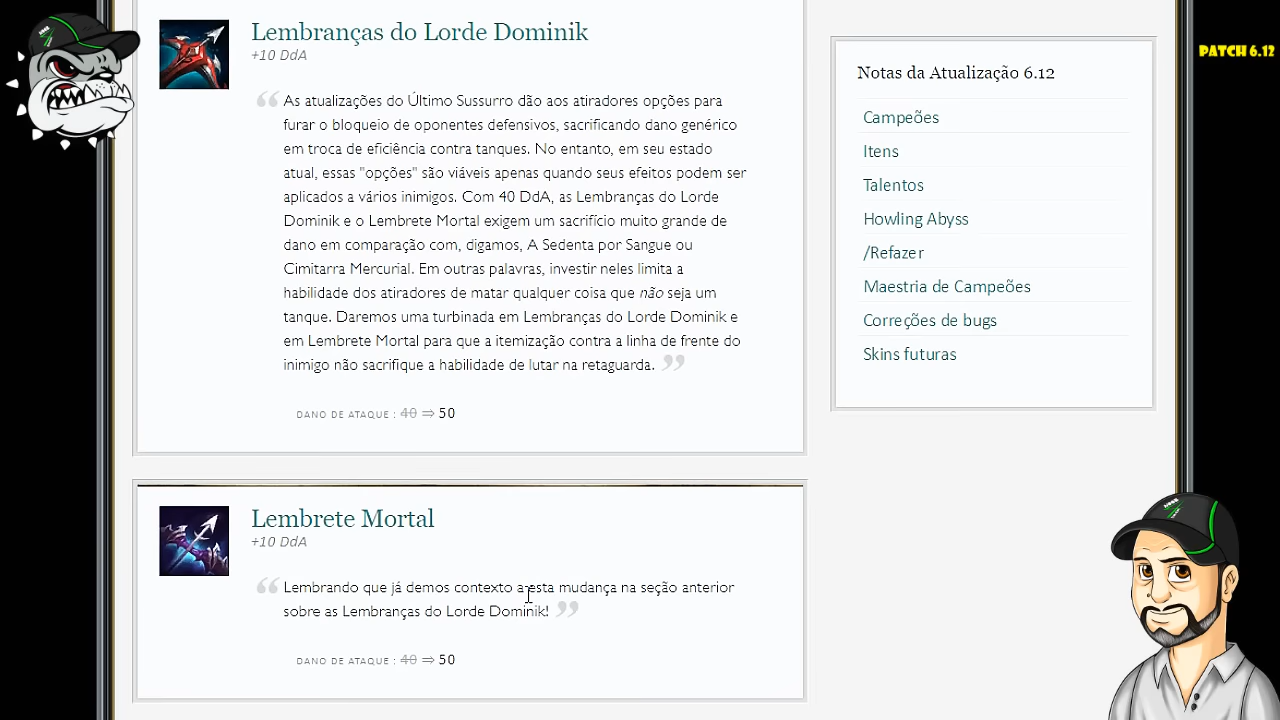 PATCH 6.12
Lembranças do Lorde Dominik
+10 DdA
“ As atualizações do Último Sussurro dão aos atiradores opções para
furar o bloqueio de oponentes defensivos, sacrificando dano genérico
em troca de eficiência contra tanques. No entanto, em seu estado
atual, essas "opções" são viáveis apenas quando seus efeitos podem ser
aplicados a vários inimigos. Com 40 DdA, as Lembranças do Lorde
Dominik e o Lembrete Mortal exigem um sacrifício muito grande de
dano em comparação com, digamos, A Sedenta por Sangue ou
Cimitarra Mercurial. Em outras palavras, investir neles limita a
habilidade dos atiradores de matar qualquer coisa que não seja um
tanque. Daremos uma turbinada em Lembranças do Lorde Dominik e
em Lembrete Mortal para que a itemização contra a linha de frente do
inimigo não sacrifique a habilidade de lutar na retaguarda. ”
DANO DE ATAQUE : 40 ⇒ 50
Lembrete Mortal
+10 DdA
“ Lembrando que já demos contexto a esta mudança na seção anterior
sobre as Lembranças do Lorde Dominik! ”
DANO DE ATAQUE : 40 ⇒ 50
Notas da Atualização 6.12
Campeões
Itens
Talentos
Howling Abyss
/Refazer
Maestria de Campeões
Correções de bugs
Skins futuras